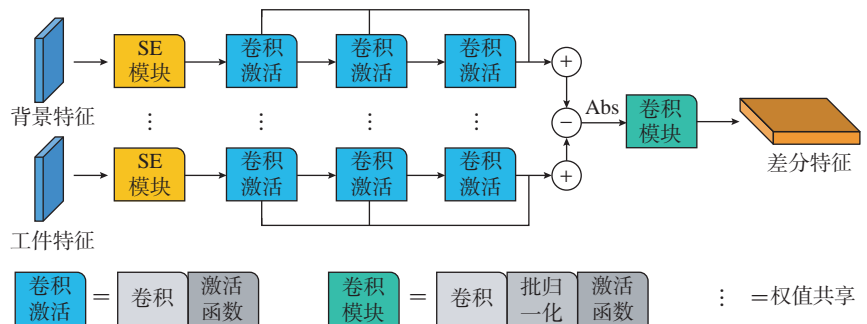 SE
模块
卷积
激活
卷积
激活
卷积
激活
+
背景特征
⋮
⋮
⋮
⋮
−
Abs
卷积
模块
差分特征
SE
模块
卷积
激活
卷积
激活
卷积
激活
+
工件特征
卷积
激活
=
卷积
激活
函数
卷积
模块
=
卷积
批归
一化
激活
函数
⋮ =权值共享